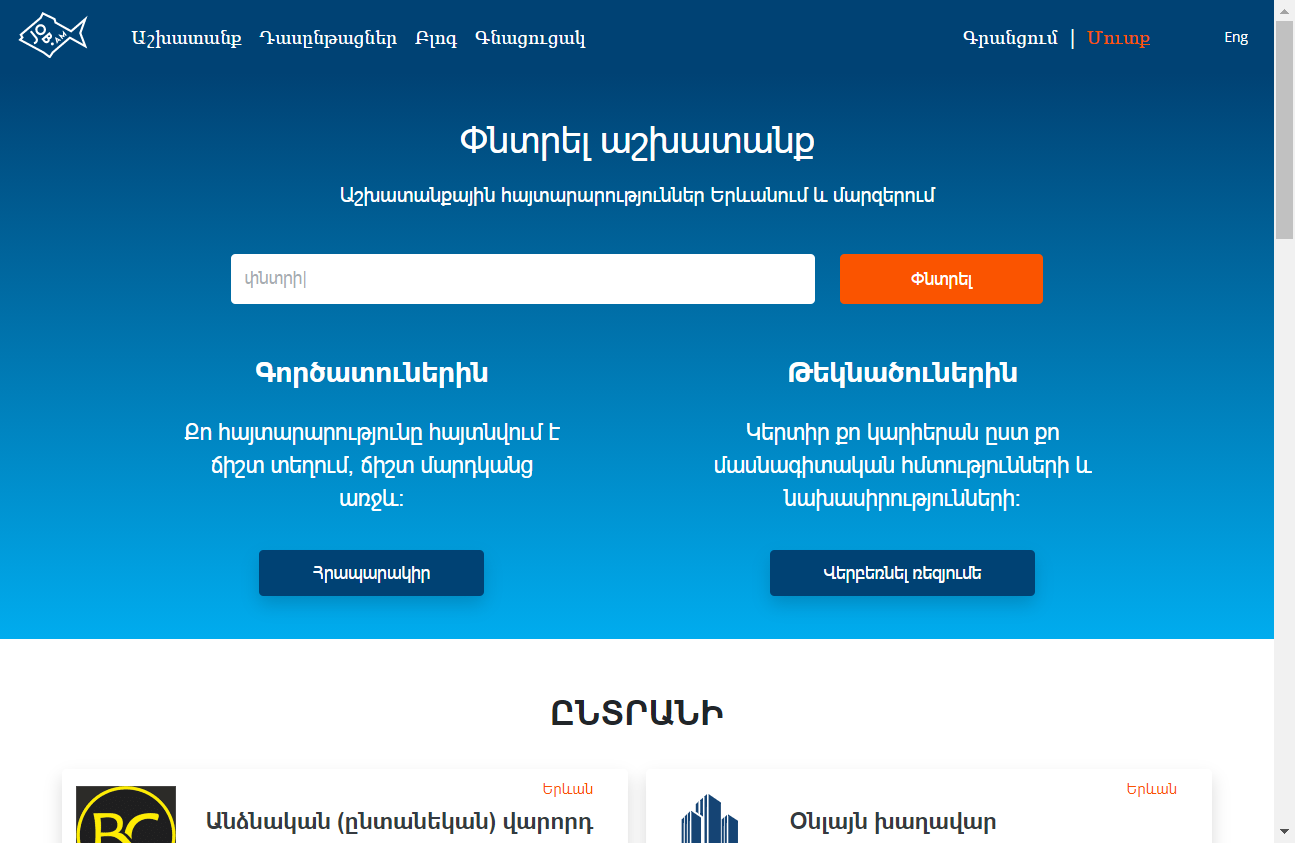 JOB.AM
Աշխատանք Դասընթացներ Բլոգ Գնացուցակ
Գրանցում | Մուտք
Eng
Փնտրել աշխատանք
Աշխատանքային հայտարարություններ Երևանում և մարզերում
փնտրի|
Փնտրել
Գործատուներին
Քո հայտարարությունը հայտնվում է
ճիշտ տեղում, ճիշտ մարդկանց
առջև:
Հրապարակիր
Թեկնածուներին
Կերտիր քո կարիերան ըստ քո
մասնագիտական հմտությունների և
նախասիրությունների:
Վերբեռնել ռեզյումե
ԸՆՏՐԱՆԻ
BC
Երևան
Անձնական (ընտանեկան) վարորդ
Երևան
Օնլայն խաղավար